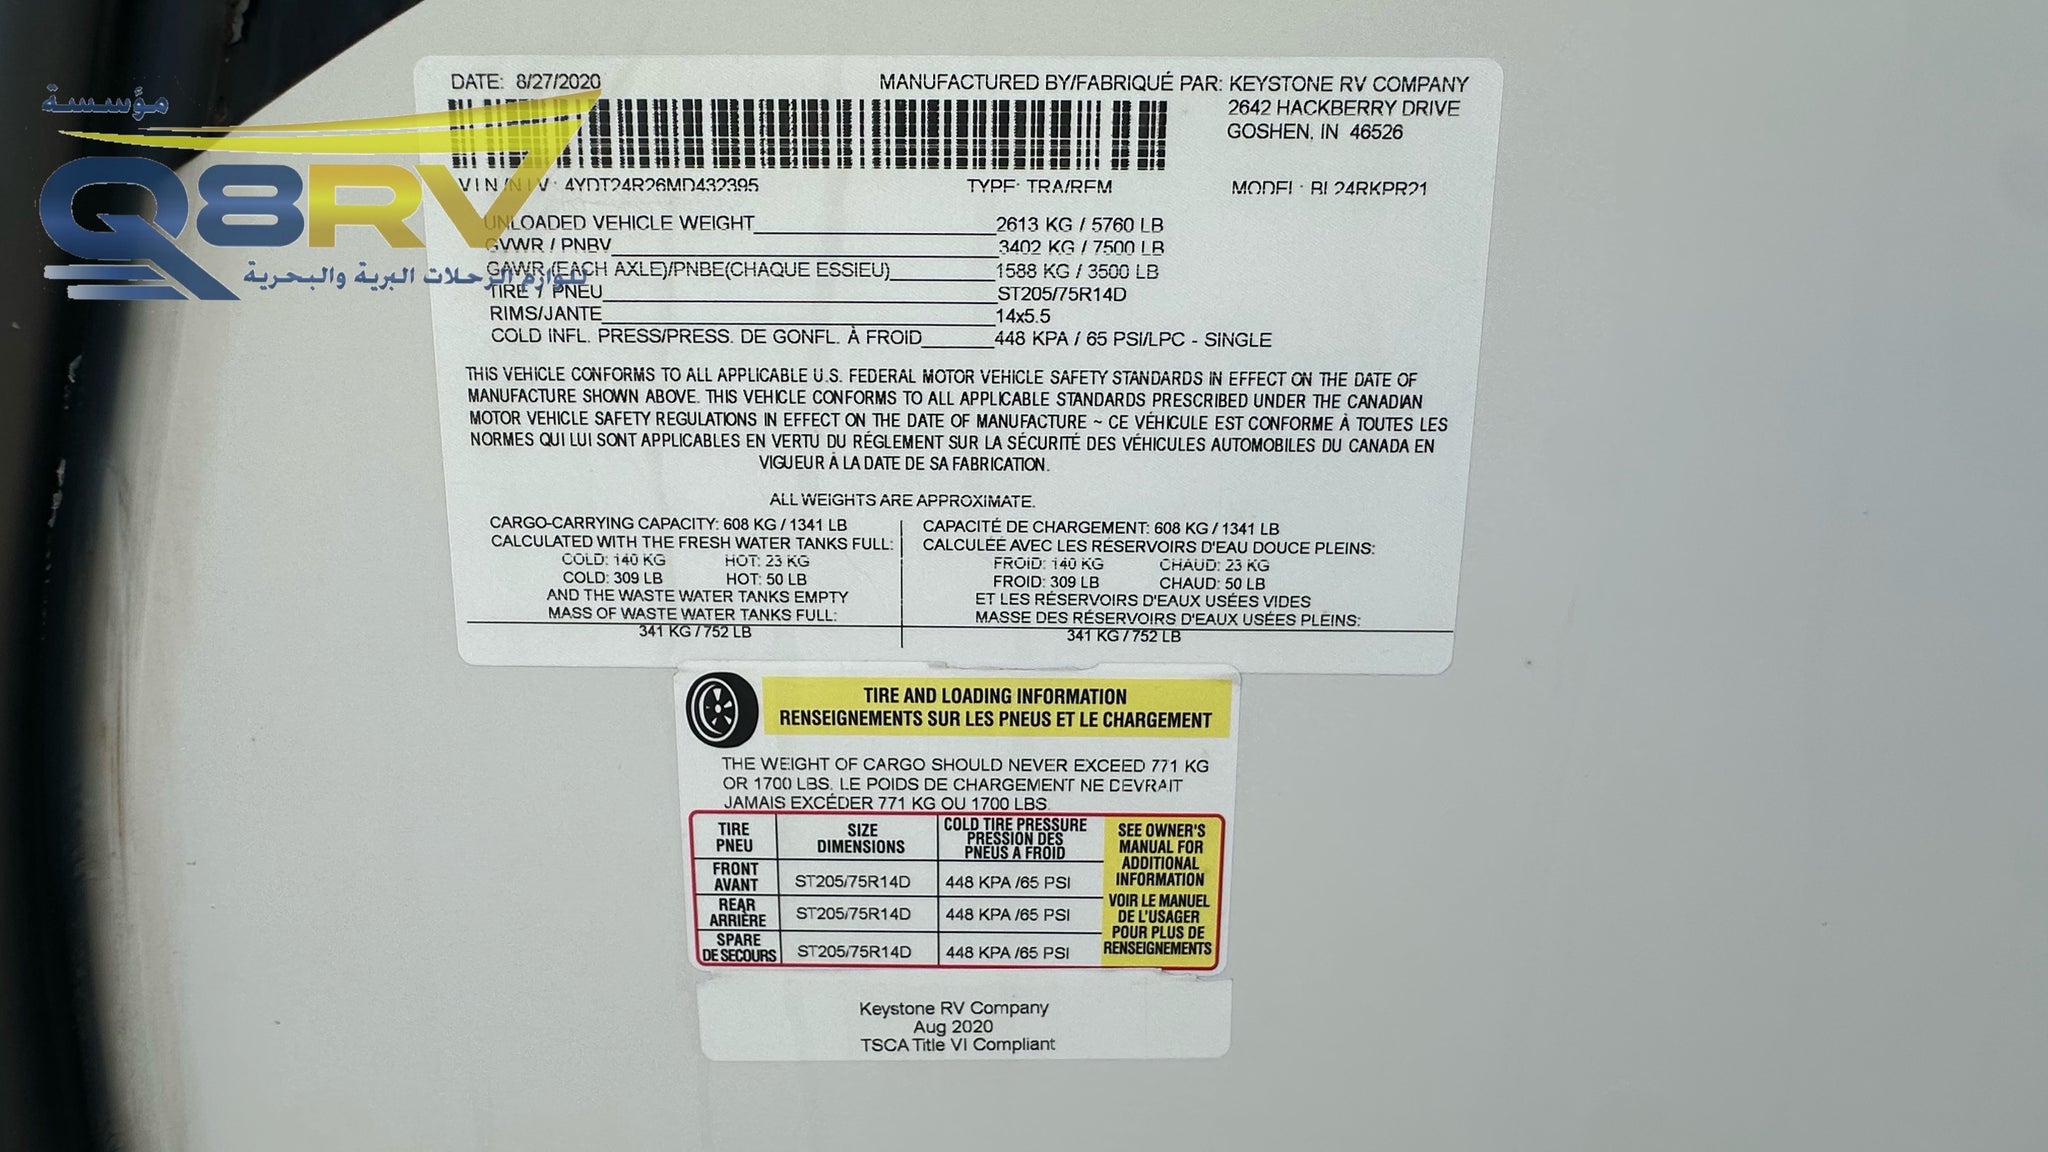 مؤسسة
Q8RV
للوازم الرحلات البرية والبحرية
DATE: 8/27/2020
MANUFACTURED BY/FABRIQUÉ PAR: KEYSTONE RV COMPANY
2642 HACKBERRY DRIVE
GOSHEN, IN 46526
VIN/NIV: 4YDT24R26MD432395 TYPE: TRA/REM MODEL: BL24RKPR21
UNLOADED VEHICLE WEIGHT 2613 KG / 5760 LB
GVWR / PNBV 3402 KG / 7500 LB
GAWR (EACH AXLE)/PNBE(CHAQUE ESSIEU) 1588 KG / 3500 LB
TIRE / PNEU ST205/75R14D
RIMS/JANTE 14x5.5
COLD INFL. PRESS/PRESS. DE GONFL. À FROID 448 KPA / 65 PSI/LPC - SINGLE
THIS VEHICLE CONFORMS TO ALL APPLICABLE U.S. FEDERAL MOTOR VEHICLE SAFETY STANDARDS IN EFFECT ON THE DATE OF
MANUFACTURE SHOWN ABOVE. THIS VEHICLE CONFORMS TO ALL APPLICABLE STANDARDS PRESCRIBED UNDER THE CANADIAN
MOTOR VEHICLE SAFETY REGULATIONS IN EFFECT ON THE DATE OF MANUFACTURE ~ CE VÉHICULE EST CONFORME À TOUTES LES
NORMES QUI LUI SONT APPLICABLES EN VERTU DU RÉGLEMENT SUR LA SÉCURITÉ DES VÉHICULES AUTOMOBILES DU CANADA EN
VIGUEUR À LA DATE DE SA FABRICATION.
ALL WEIGHTS ARE APPROXIMATE.
CARGO-CARRYING CAPACITY: 608 KG / 1341 LB
CALCULATED WITH THE FRESH WATER TANKS FULL:
COLD: 140 KG HOT: 23 KG
COLD: 309 LB HOT: 50 LB
AND THE WASTE WATER TANKS EMPTY
MASS OF WASTE WATER TANKS FULL:
341 KG / 752 LB
CAPACITÉ DE CHARGEMENT: 608 KG / 1341 LB
CALCULÉE AVEC LES RÉSERVOIRS D'EAU DOUCE PLEINS:
FROID: 140 KG CHAUD: 23 KG
FROID: 309 LB CHAUD: 50 LB
ET LES RÉSERVOIRS D'EAUX USÉES VIDES
MASSE DES RÉSERVOIRS D'EAUX USÉES PLEINS:
341 KG / 752 LB
TIRE AND LOADING INFORMATION
RENSEIGNEMENTS SUR LES PNEUS ET LE CHARGEMENT
THE WEIGHT OF CARGO SHOULD NEVER EXCEED 771 KG
OR 1700 LBS. LE POIDS DE CHARGEMENT NE DEVRAIT
JAMAIS EXCÉDER 771 KG OU 1700 LBS.
TIRE
PNEU
SIZE
DIMENSIONS
COLD TIRE PRESSURE
PRESSION DES
PNEUS A FROID
FRONT
AVANT
ST205/75R14D 448 KPA /65 PSI
REAR
ARRIÈRE
ST205/75R14D 448 KPA /65 PSI
SPARE
DE SECOURS
ST205/75R14D 448 KPA /65 PSI
SEE OWNER'S
MANUAL FOR
ADDITIONAL
INFORMATION
VOIR LE MANUEL
DE L'USAGER
POUR PLUS DE
RENSEIGNEMENTS
Keystone RV Company
Aug 2020
TSCA Title VI Compliant